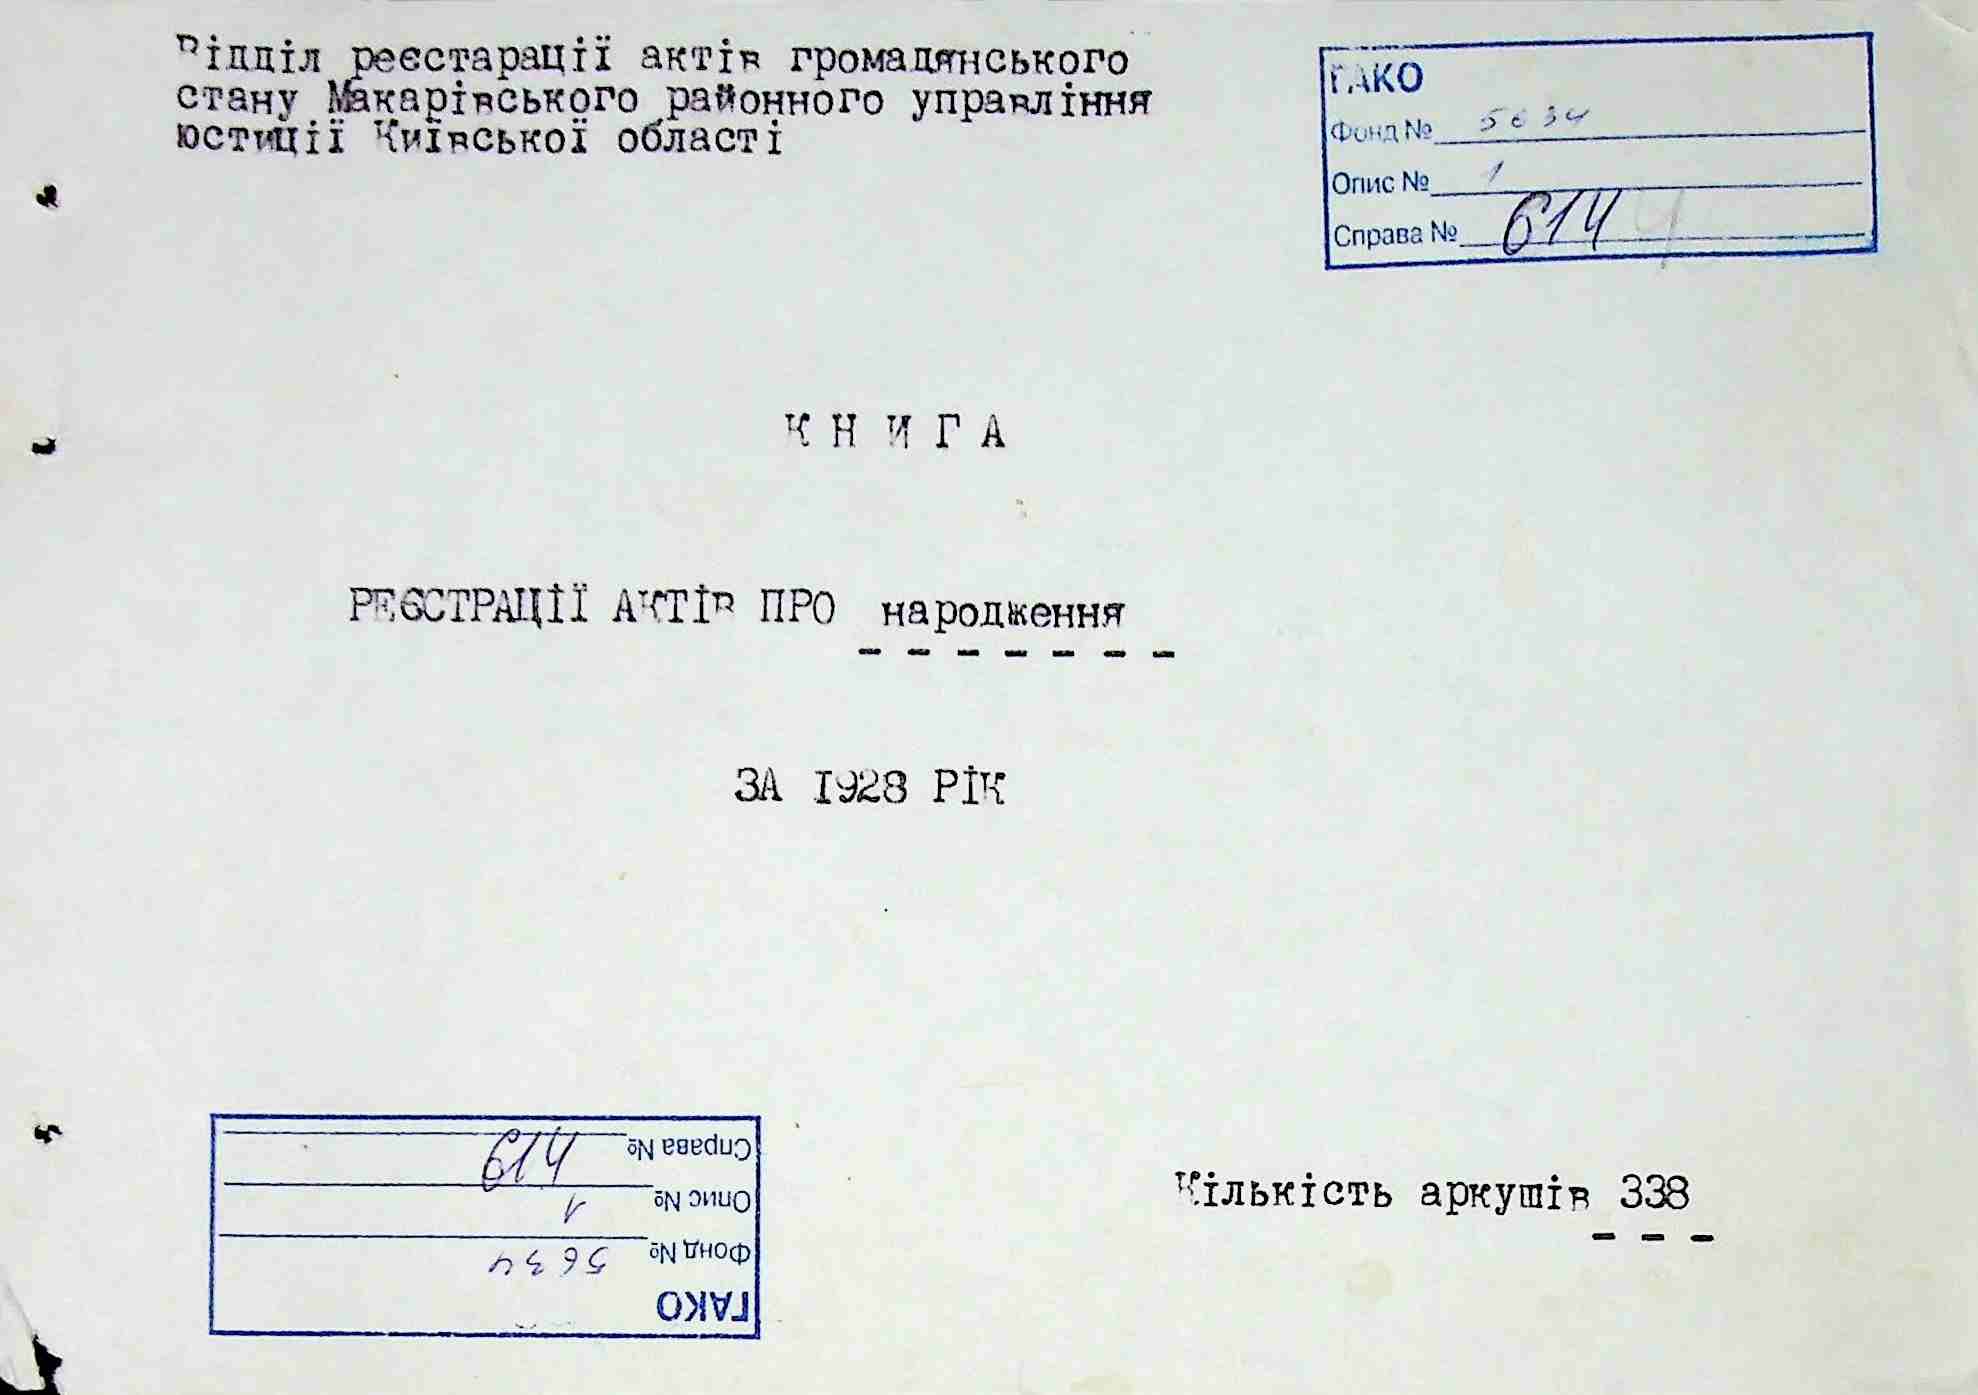 Відділ реєстарації актів громадянського
стану Макарівського районного управління
юстиції Київської області
ГАКО
Фонд № 5634
Опис № 1
Справа № 614
КНИГА
РЕЄСТРАЦІЇ АКТІВ ПРО народження
ЗА 1928 РІК
Кількість аркушів 338
ГАКО
Фонд № 5634
Опис № 1
Справа № 614